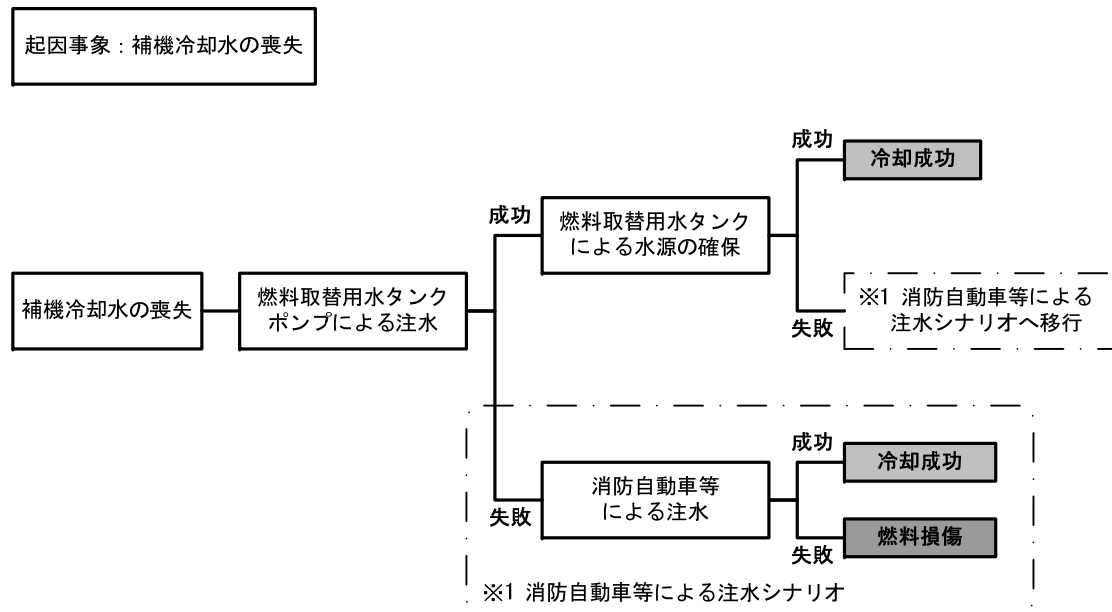 起因事象：補機冷却水の喪失
成功
冷却成功
成功
燃料取替用水タンク
による水源の確保
補機冷却水の喪失
燃料取替用水タンク
ポンプによる注水
失敗
※1 消防自動車等による
注水シナリオへ移行
成功
冷却成功
失敗
消防自動車等
による注水
失敗
燃料損傷
※1 消防自動車等による注水シナリオ